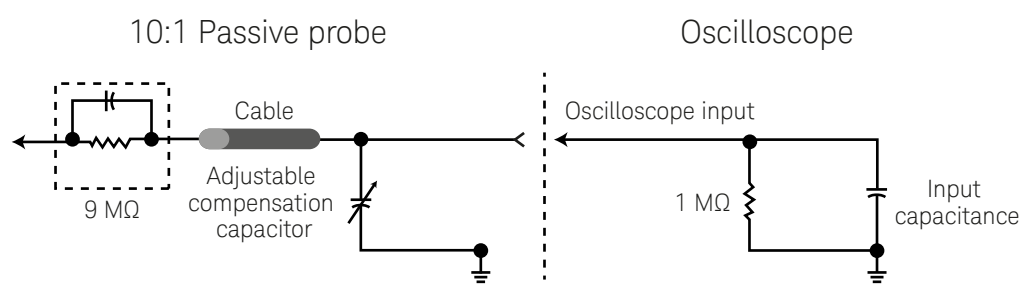 10:1 Passive probe
Oscilloscope
Cable
Oscilloscope input
Adjustable
compensation
capacitor
9 MΩ
1 MΩ
Input
capacitance